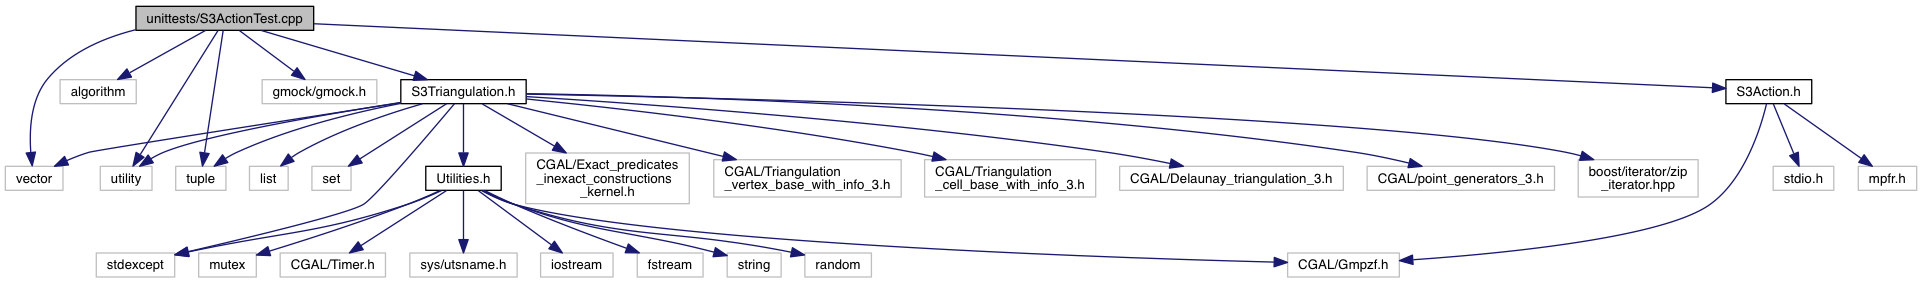 unittests/S3ActionTest.cpp
algorithm
gmock/gmock.h
S3Triangulation.h
S3Action.h
vector
utility
tuple
list
set
Utilities.h
CGAL/Exact_predicates
_inexact_constructions
_kernel.h
CGAL/Triangulation
_vertex_base_with_info_3.h
CGAL/Triangulation
_cell_base_with_info_3.h
CGAL/Delaunay_triangulation_3.h
CGAL/point_generators_3.h
boost/iterator/zip
_iterator.hpp
stdio.h
mpfr.h
stdexcept
mutex
CGAL/Timer.h
sys/utsname.h
iostream
fstream
string
random
CGAL/Gmpzf.h